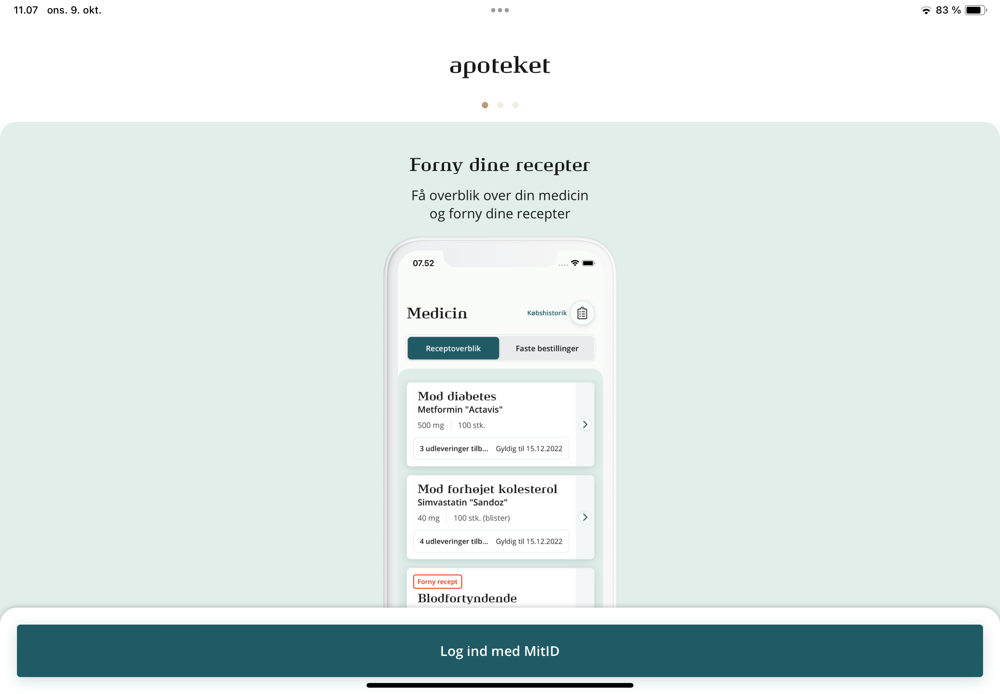 11.07 ons. 9. okt.
83 %
apoteket
Forny dine recepter
Få overblik over din medicin
og forny dine recepter
07.52
Medicin
Købshistorik
Receptoverblik
Faste bestillinger
Mod diabetes
Metformin "Actavis"
500 mg 100 stk.
3 udleveringer tilb... Gyldig til 15.12.2022
Mod forhøjet kolesterol
Simvastatin "Sandoz"
40 mg 100 stk. (blister)
4 udleveringer tilb... Gyldig til 15.12.2022
Forny recept
Blodfortyndende
Log ind med MitID